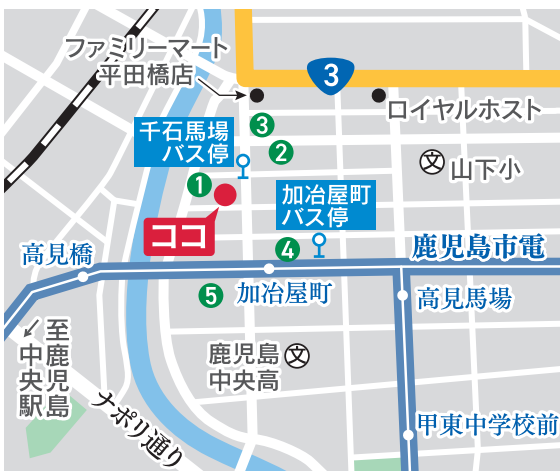 ファミリーマート
平田橋店
3
ロイヤルホスト
3
2
千石馬場
バス停
文
山下小
1
加治屋町
バス停
ココ
4
鹿児島市電
高見橋
加治屋町
5
高見馬場
至鹿児島
中央駅
鹿児島
中央高
文
ナポリ通り
甲東中学校前